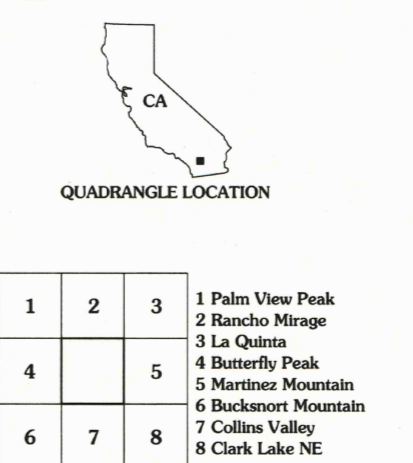 CA
QUADRANGLE LOCATION
1 2 3
4 5
6 7 8
1 Palm View Peak
2 Rancho Mirage
3 La Quinta
4 Butterfly Peak
5 Martinez Mountain
6 Bucksnort Mountain
7 Collins Valley
8 Clark Lake NE